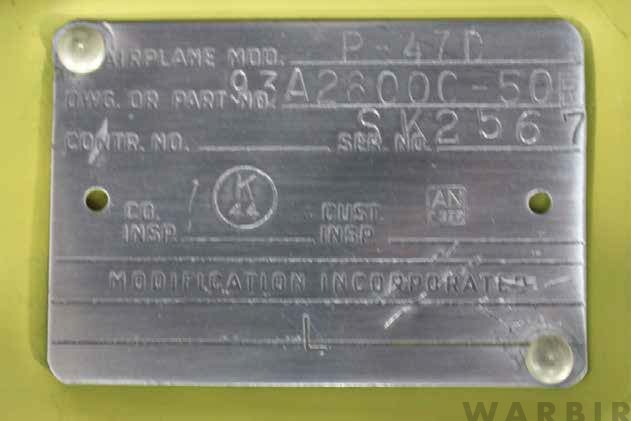 AIRPLANE MOD. P-47D
DWG. OR PART NO. 93A26000-50
CONTR. NO. SER. NO. SK2567
K
44
AN
CO. INSP. CUST. INSP.
MODIFICATION INCORPORATED
L
WARBIR